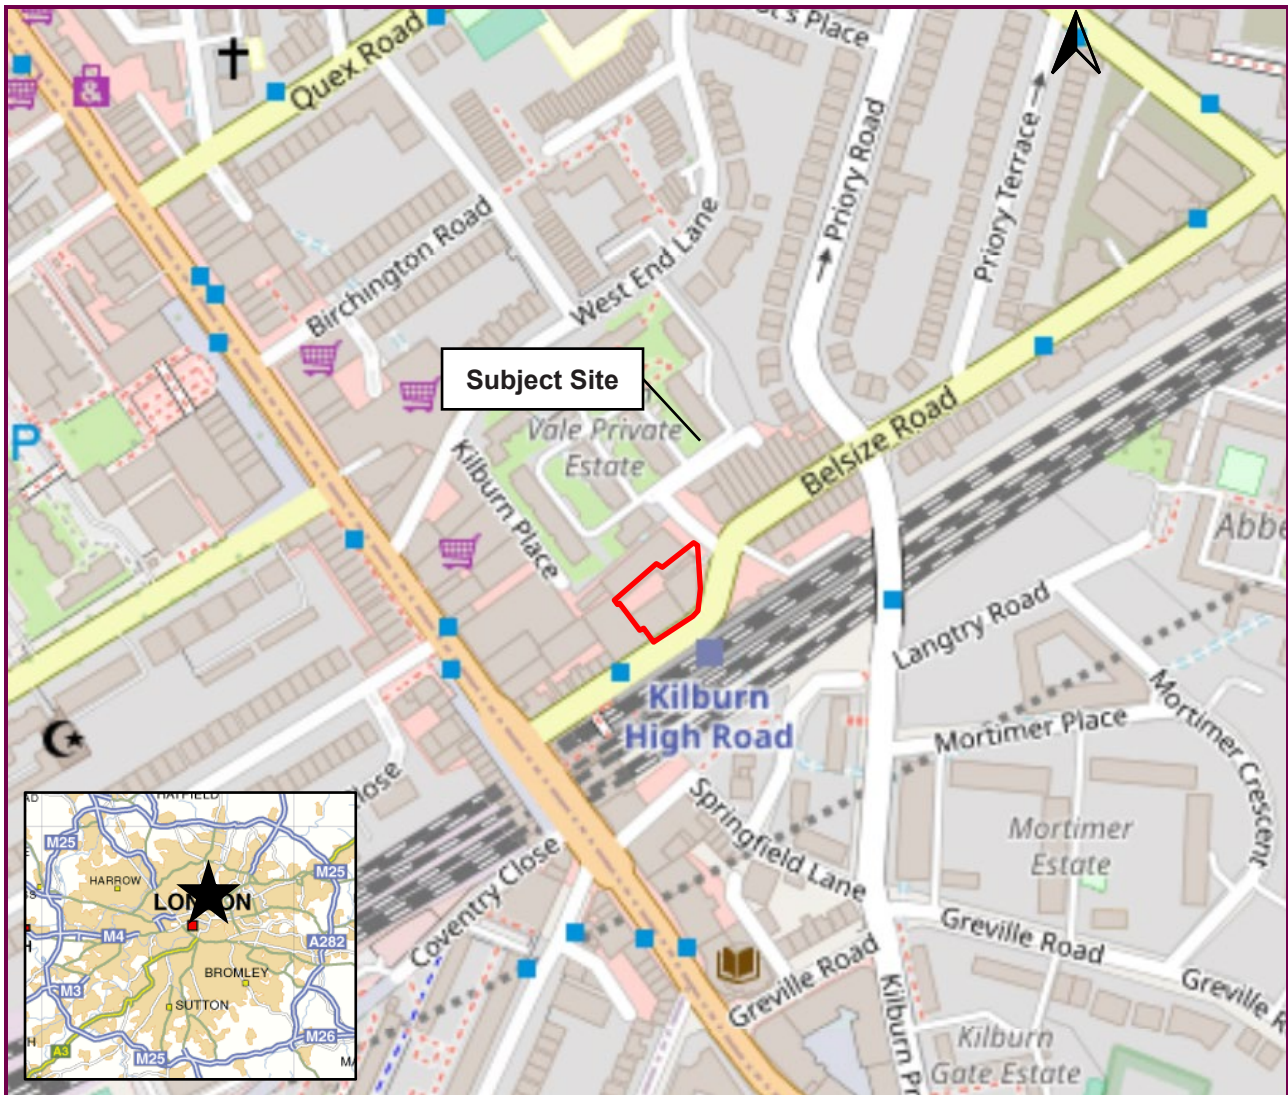 Quex Road
&
t's Place
Priory Road
Priory Terrace
Birchington Road
West End Lane
Subject Site
Vale Private
Estate
P
Kilburn Place
Belsize Road
Langtry Road
Kilburn
High Road
Mortimer Place
Mortimer Crescent
lose
Springfield Lane
Mortimer
Estate
Coventry Close
Greville Road
Greville Road
Greville R
Kilburn Pr
Kilburn
Gate Estate
HATFIELD
M25
M25
HARROW
LONDON
M4
A282
BROMLEY
M3
SUTTON
M26
A3
M25